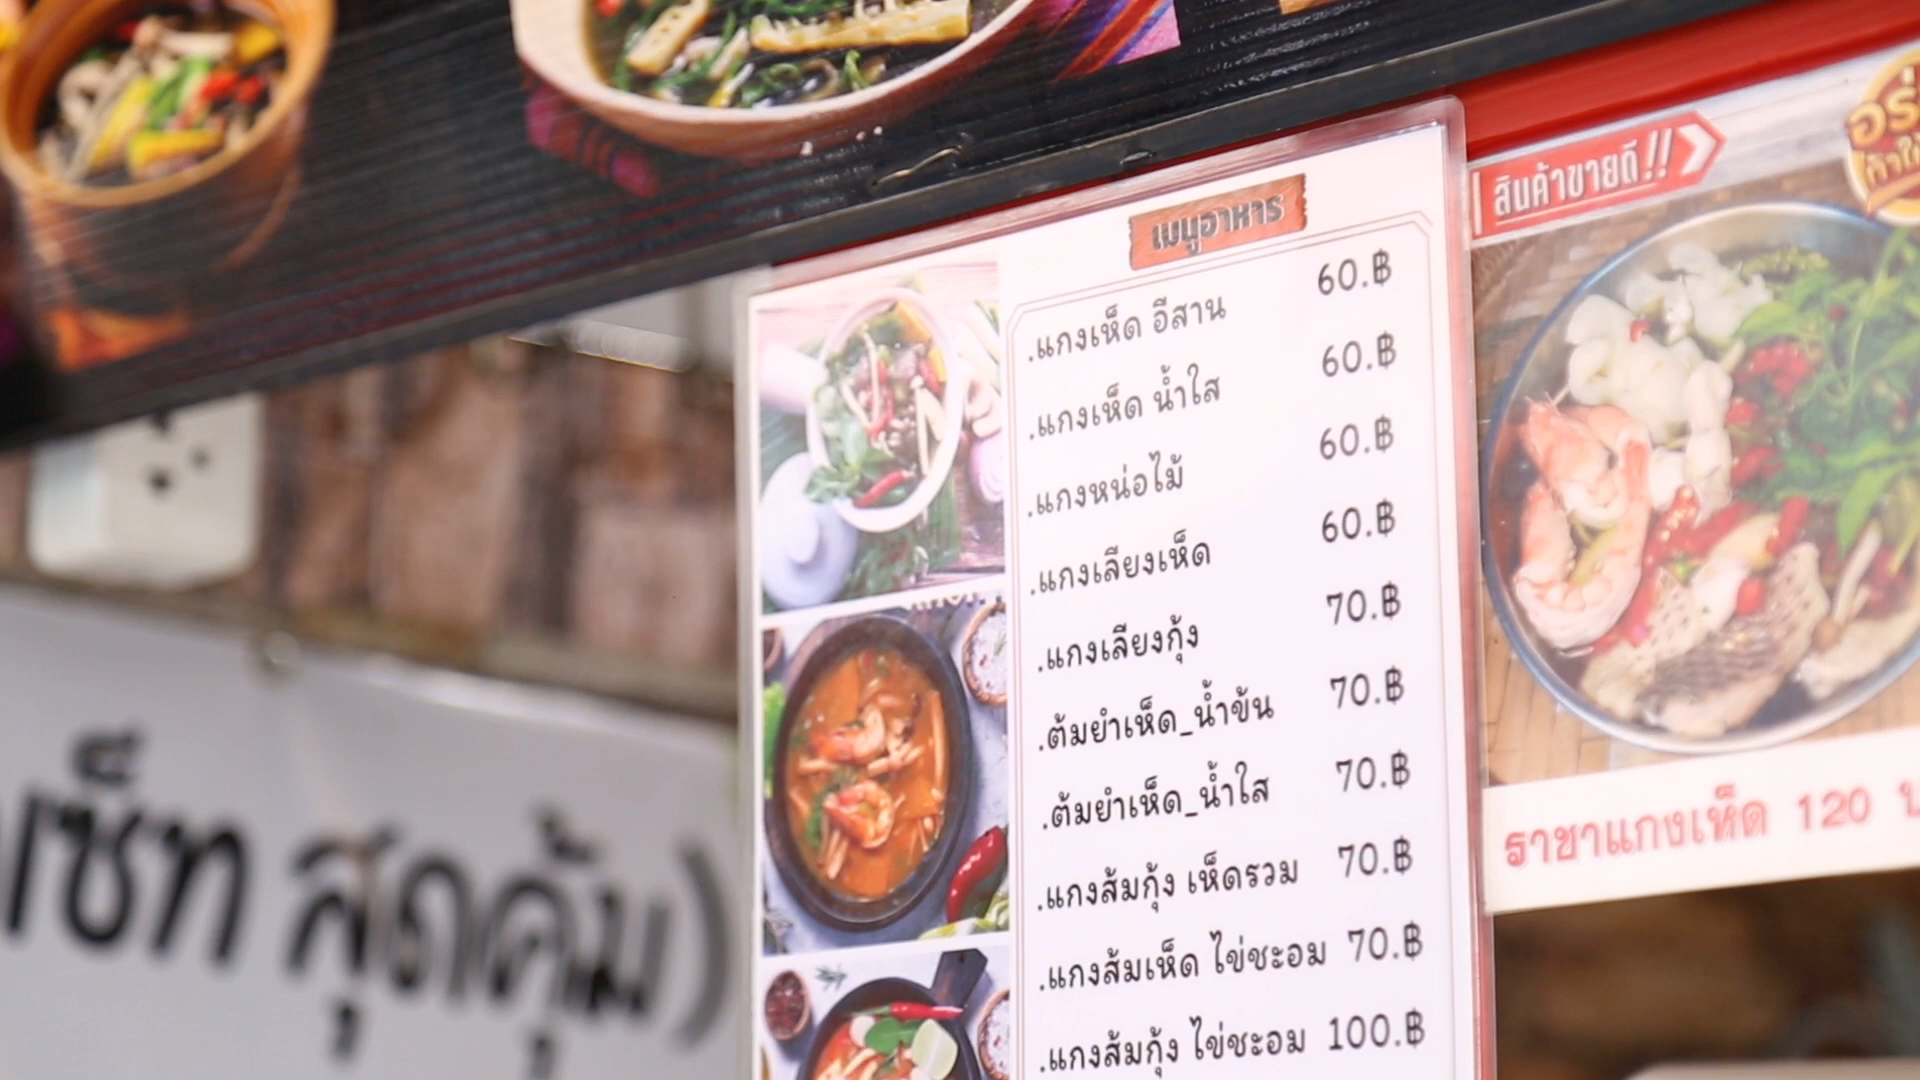 เมนูอาหาร
.แกงเห็ด อีสาน 60.฿
.แกงเห็ด น้ำใส 60.฿
.แกงหน่อไม้ 60.฿
.แกงเลียงเห็ด 60.฿
.แกงเลียงกุ้ง 70.฿
.ต้มยำเห็ด_น้ำข้น 70.฿
.ต้มยำเห็ด_น้ำใส 70.฿
.แกงส้มกุ้ง เห็ดรวม 70.฿
.แกงส้มเห็ด ไข่ชะอม 70.฿
.แกงส้มกุ้ง ไข่ชะอม 100.฿
สินค้าขายดี!!
ราชาแกงเห็ด 120
เซ็ท สุดคุ้ม)